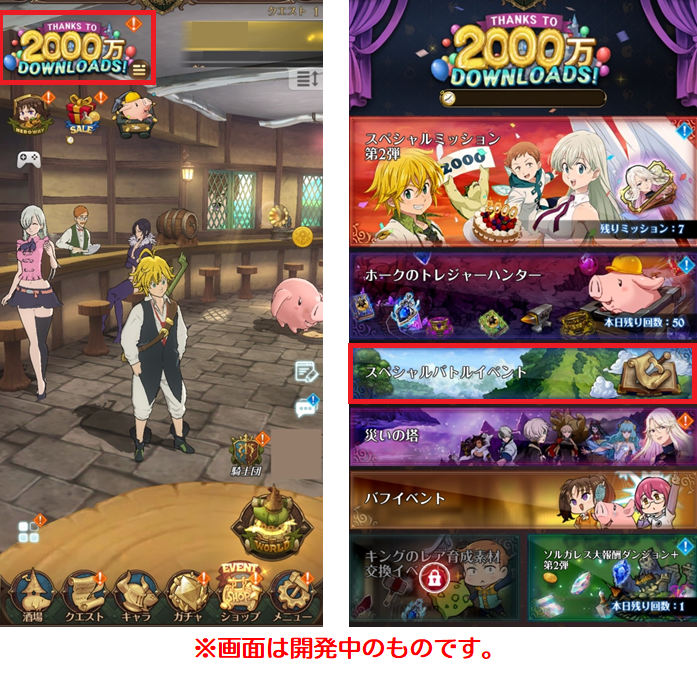 クエスト 1
THANKS TO
2000万
DOWNLOADS!
HEROWAY
SALE
騎士団
WORLD
EVENT
SHOP
酒場
クエスト
キャラ
ガチャ
ショップ
メニュー
THANKS TO
2000万
DOWNLOADS!
スペシャルミッション
第2弾
2000
2000
残りミッション：7
ホークのトレジャーハンター
本日残り回数：50
スペシャルバトルイベント
災いの塔
バフイベント
キングのレア育成素材
交換イベ
ソルガレス大報酬ダンジョン+
第2弾
本日残り回数：1
※画面は開発中のものです。